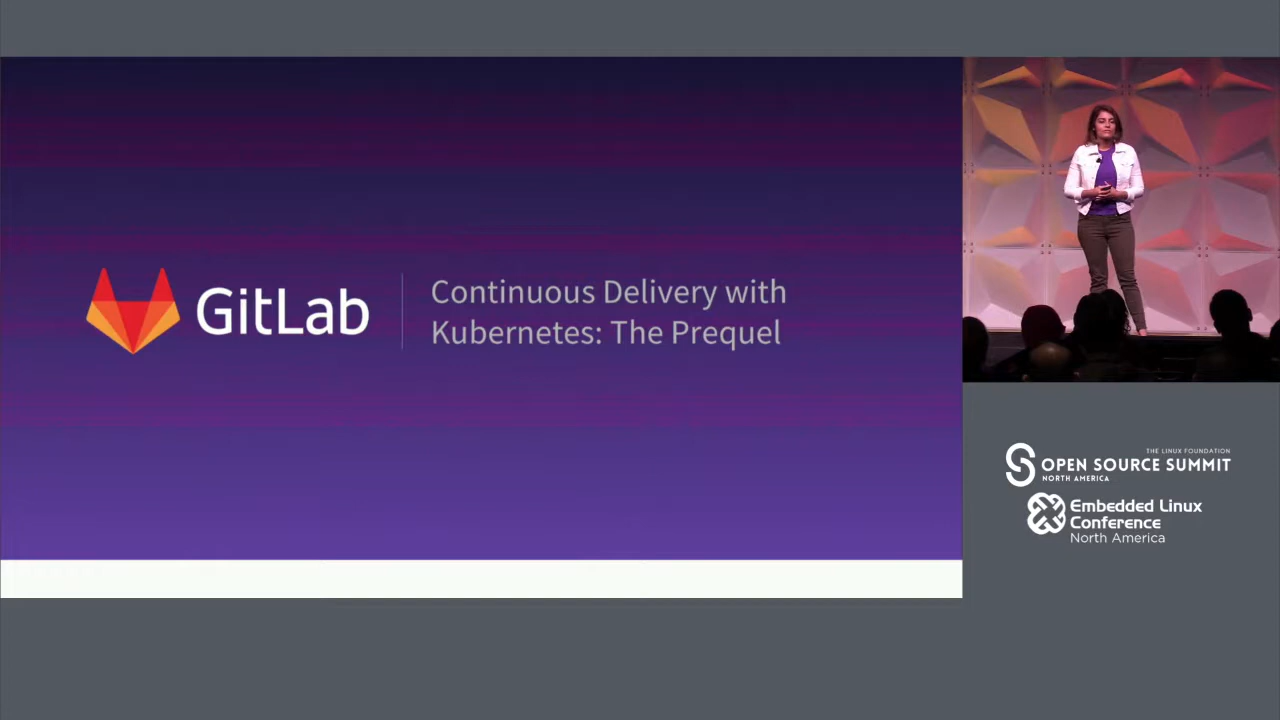 GitLab
Continuous Delivery with
Kubernetes: The Prequel
THE LINUX FOUNDATION
OPEN SOURCE SUMMIT
NORTH AMERICA
Embedded Linux
Conference
North America